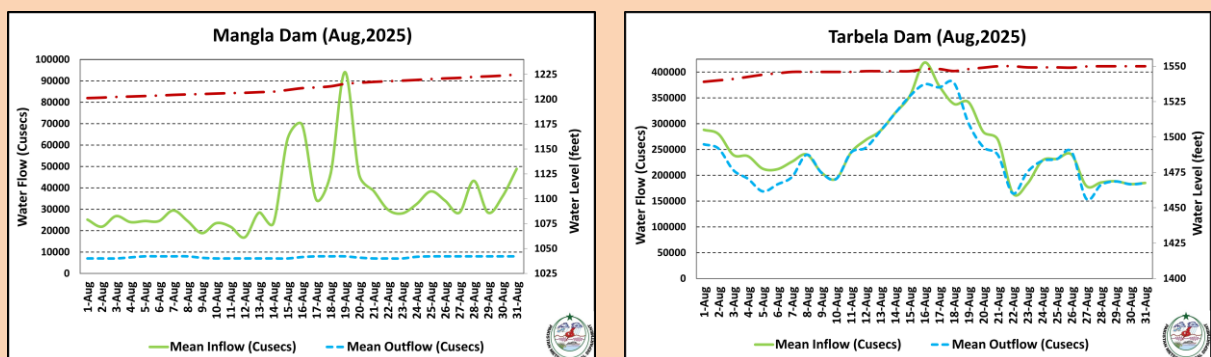 Mangla Dam (Aug,2025)
Water Flow (Cusecs)
100000
90000
80000
70000
60000
50000
40000
30000
20000
10000
0
1225
1200
1175
1150
1125
1100
1075
1050
1025
Water Level (feet)
1-Aug
2-Aug
3-Aug
4-Aug
5-Aug
6-Aug
7-Aug
8-Aug
9-Aug
10-Aug
11-Aug
12-Aug
13-Aug
14-Aug
15-Aug
16-Aug
17-Aug
18-Aug
19-Aug
20-Aug
21-Aug
22-Aug
23-Aug
24-Aug
25-Aug
26-Aug
27-Aug
28-Aug
29-Aug
30-Aug
31-Aug
Mean Inflow (Cusecs)
Mean Outflow (Cusecs)
Tarbela Dam (Aug,2025)
Water Flow (Cusecs)
400000
350000
300000
250000
200000
150000
100000
50000
0
1550
1525
1500
1475
1450
1425
1400
Water Level (feet)
1-Aug
2-Aug
3-Aug
4-Aug
5-Aug
6-Aug
7-Aug
8-Aug
9-Aug
10-Aug
11-Aug
12-Aug
13-Aug
14-Aug
15-Aug
16-Aug
17-Aug
18-Aug
19-Aug
20-Aug
21-Aug
22-Aug
23-Aug
24-Aug
25-Aug
26-Aug
27-Aug
28-Aug
29-Aug
30-Aug
31-Aug
Mean Inflow (Cusecs)
Mean Outflow (Cusecs)